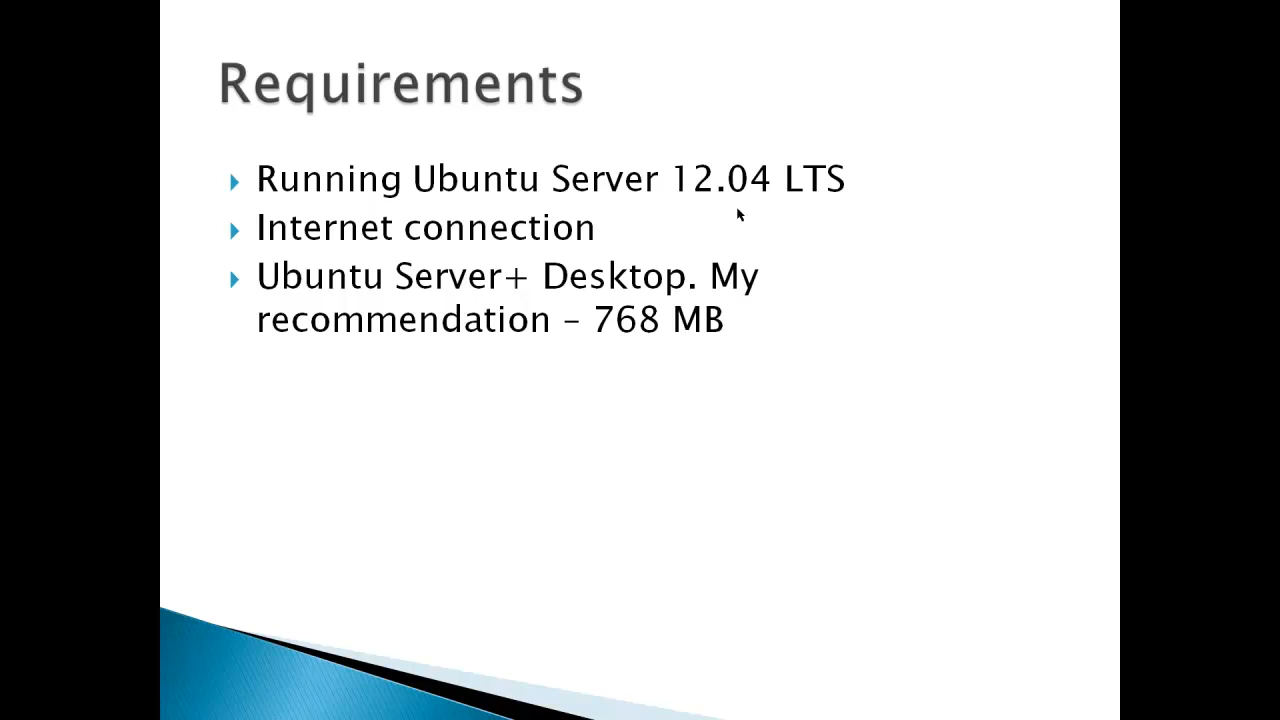 Requirements
Running Ubuntu Server 12.04 LTS
Internet connection
Ubuntu Server+ Desktop. My
recommendation – 768 MB